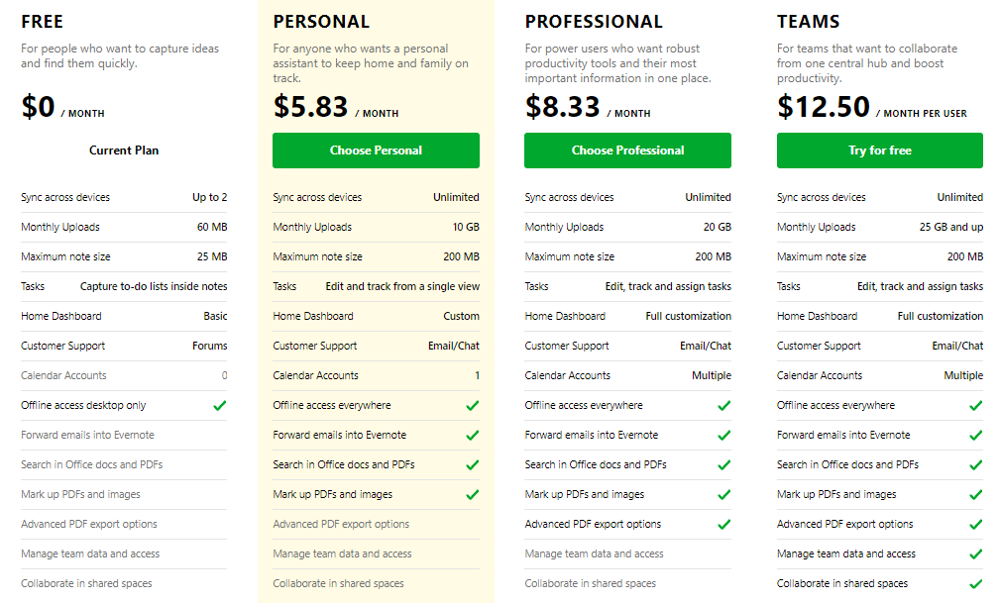 FREE
For people who want to capture ideas
and find them quickly.
$0 / MONTH
Current Plan
Sync across devices Up to 2
Monthly Uploads 60 MB
Maximum note size 25 MB
Tasks Capture to-do lists inside notes
Home Dashboard Basic
Customer Support Forums
Calendar Accounts 0
Offline access desktop only
Forward emails into Evernote
Search in Office docs and PDFs
Mark up PDFs and images
Advanced PDF export options
Manage team data and access
Collaborate in shared spaces
PERSONAL
For anyone who wants a personal
assistant to keep home and family on
track.
$5.83 / MONTH
Choose Personal
Sync across devices Unlimited
Monthly Uploads 10 GB
Maximum note size 200 MB
Tasks Edit and track from a single view
Home Dashboard Custom
Customer Support Email/Chat
Calendar Accounts 1
Offline access everywhere
Forward emails into Evernote
Search in Office docs and PDFs
Mark up PDFs and images
Advanced PDF export options
Manage team data and access
Collaborate in shared spaces
PROFESSIONAL
For power users who want robust
productivity tools and their most
important information in one place.
$8.33 / MONTH
Choose Professional
Sync across devices Unlimited
Monthly Uploads 20 GB
Maximum note size 200 MB
Tasks Edit, track and assign tasks
Home Dashboard Full customization
Customer Support Email/Chat
Calendar Accounts Multiple
Offline access everywhere
Forward emails into Evernote
Search in Office docs and PDFs
Mark up PDFs and images
Advanced PDF export options
Manage team data and access
Collaborate in shared spaces
TEAMS
For teams that want to collaborate
from one central hub and boost
productivity.
$12.50 / MONTH PER USER
Try for free
Sync across devices Unlimited
Monthly Uploads 25 GB and up
Maximum note size 200 MB
Tasks Edit, track and assign tasks
Home Dashboard Full customization
Customer Support Email/Chat
Calendar Accounts Multiple
Offline access everywhere
Forward emails into Evernote
Search in Office docs and PDFs
Mark up PDFs and images
Advanced PDF export options
Manage team data and access
Collaborate in shared spaces